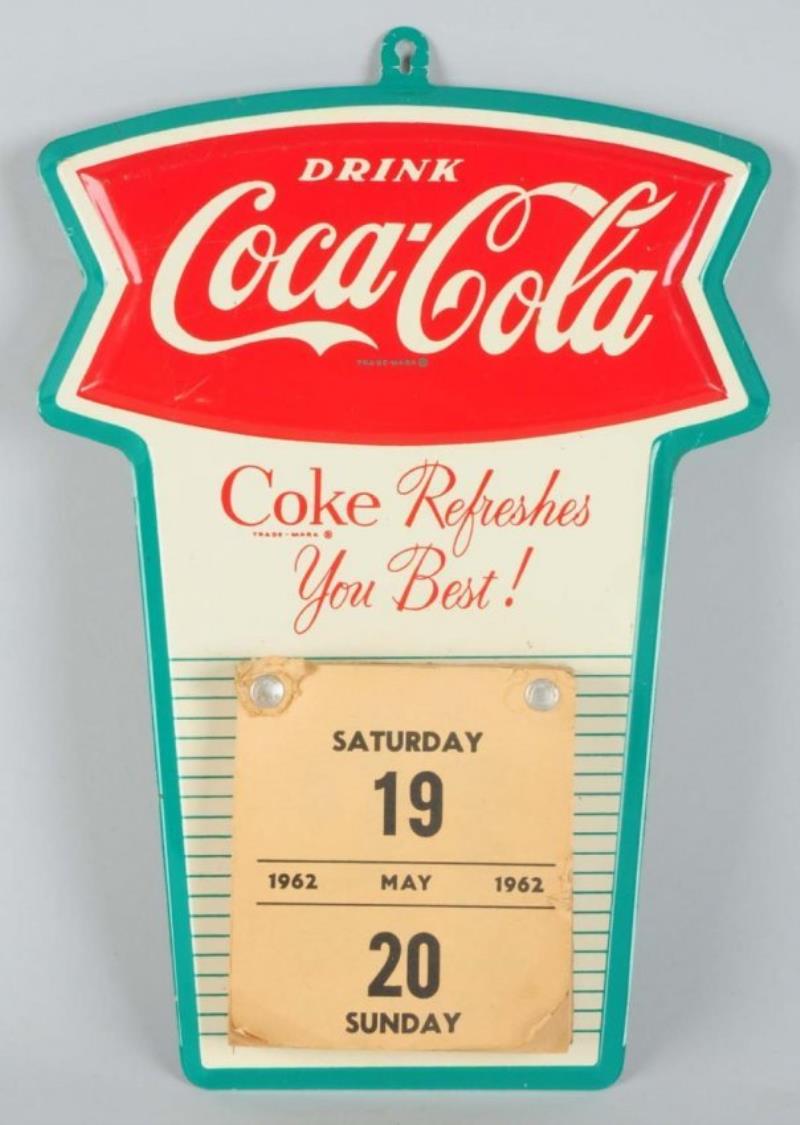 DRINK
Coca-Cola
TRADE-MARK ®
Coke Refreshes
TRADE-MARK ®
You Best!
SATURDAY
19
1962 MAY 1962
20
SUNDAY